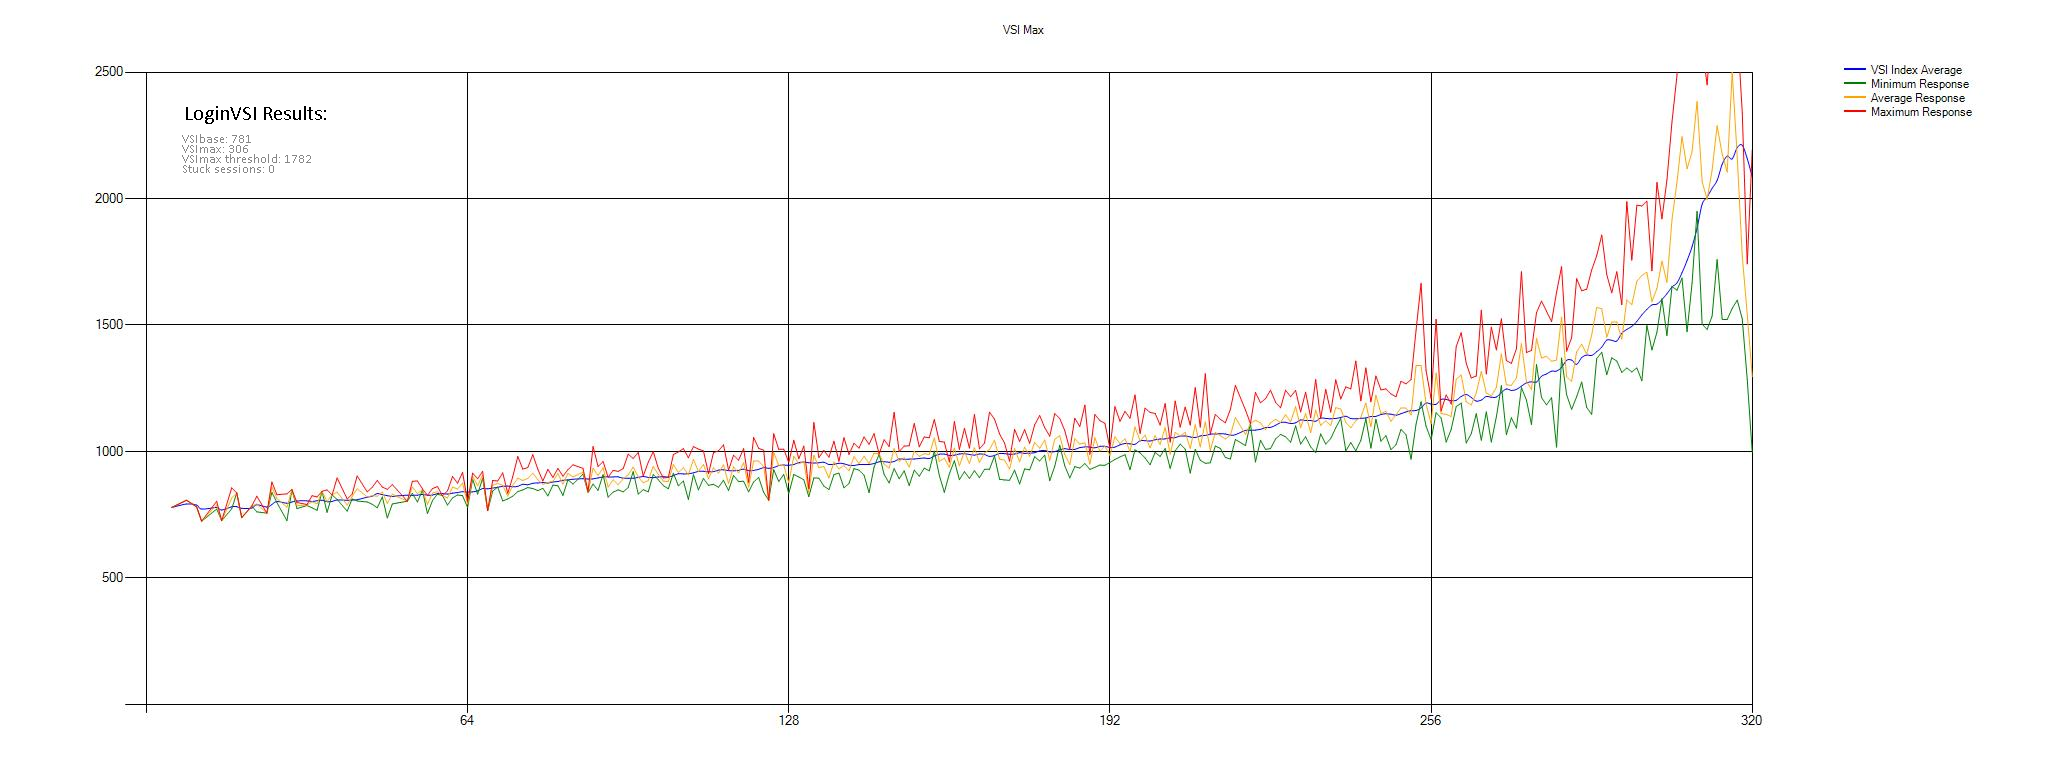 VSI Max
2500
2000
1500
1000
500
LoginVSI Results:
VSIbase: 781
VSImax: 306
VSImax threshold: 1782
Stuck sessions: 0
VSI Index Average
Minimum Response
Average Response
Maximum Response
64 128 192 256 320